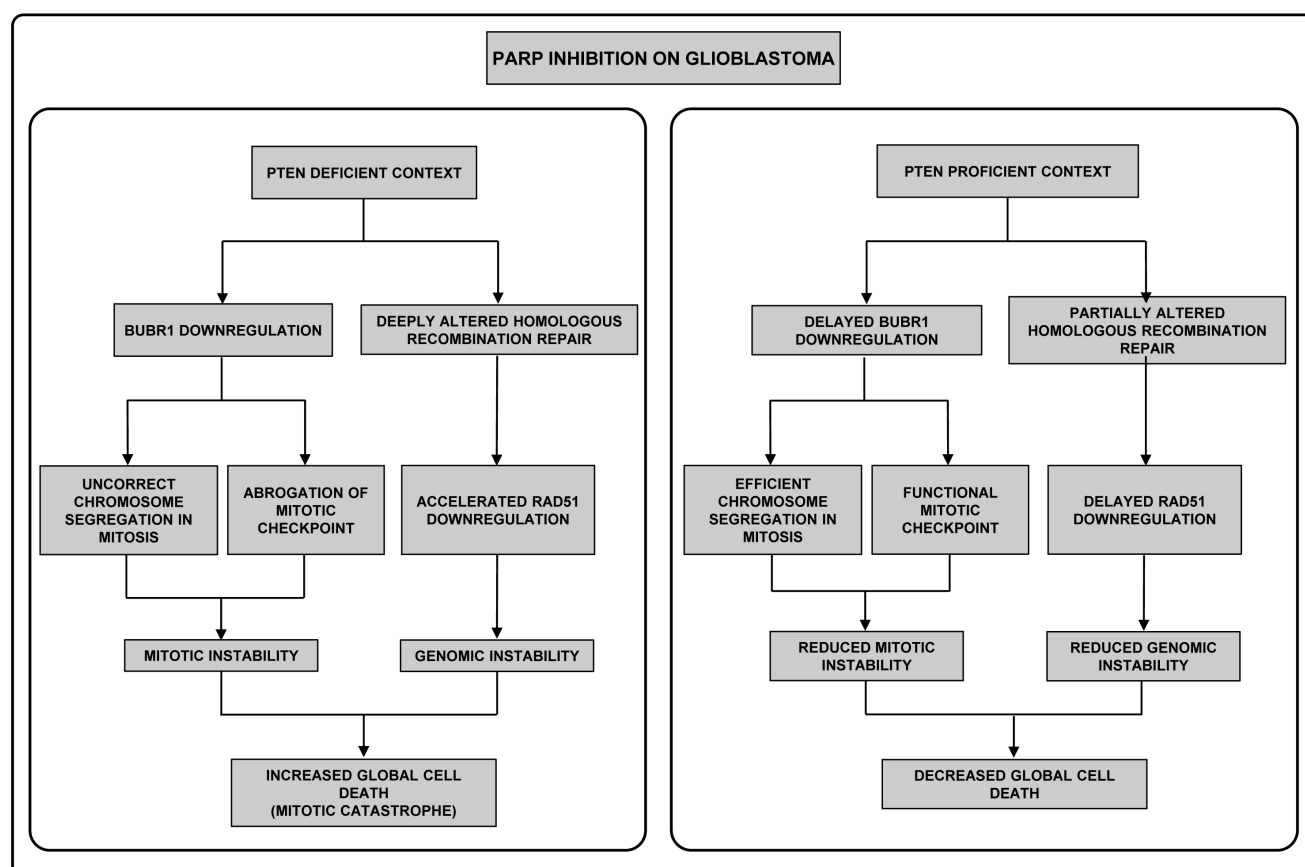 PARP INHIBITION ON GLIOBLASTOMA
PTEN DEFICIENT CONTEXT
BUBR1 DOWNREGULATION
DEEPLY ALTERED HOMOLOGOUS
RECOMBINATION REPAIR
UNCORRECT
CHROMOSOME
SEGREGATION IN
MITOSIS
ABROGATION OF
MITOTIC
CHECKPOINT
ACCELERATED RAD51
DOWNREGULATION
MITOTIC INSTABILITY
GENOMIC INSTABILITY
INCREASED GLOBAL CELL
DEATH
(MITOTIC CATASTROPHE)
PTEN PROFICIENT CONTEXT
DELAYED BUBR1
DOWNREGULATION
PARTIALLY ALTERED
HOMOLOGOUS RECOMBINATION
REPAIR
EFFICIENT
CHROMOSOME
SEGREGATION IN
MITOSIS
FUNCTIONAL
MITOTIC
CHECKPOINT
DELAYED RAD51
DOWNREGULATION
REDUCED MITOTIC
INSTABILITY
REDUCED GENOMIC
INSTABILITY
DECREASED GLOBAL CELL
DEATH